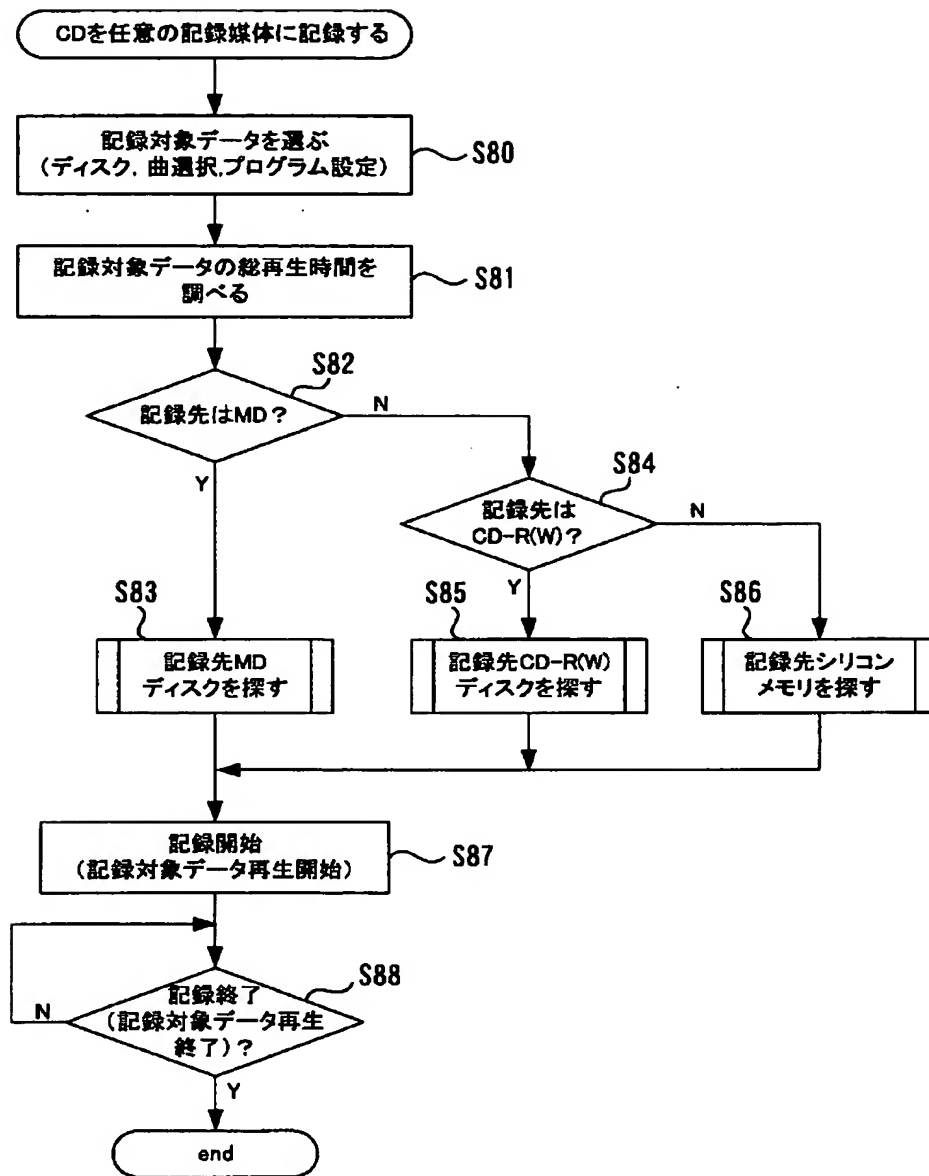 CDを任意の記録媒体に記録する
記録対象データを選ぶ
(ディスク, 曲選択,プログラム設定)
S80
記録対象データの総再生時間を
調べる
S81
S82
記録先はMD?
N
Y
S84
記録先は
CD-R(W)?
N
Y
S83
記録先MD
ディスクを探す
S85
記録先CD-R(W)
ディスクを探す
S86
記録先シリコン
メモリを探す
記録開始
(記録対象データ再生開始)
S87
S88
記録終了
(記録対象データ再生
終了)?
N
Y
end